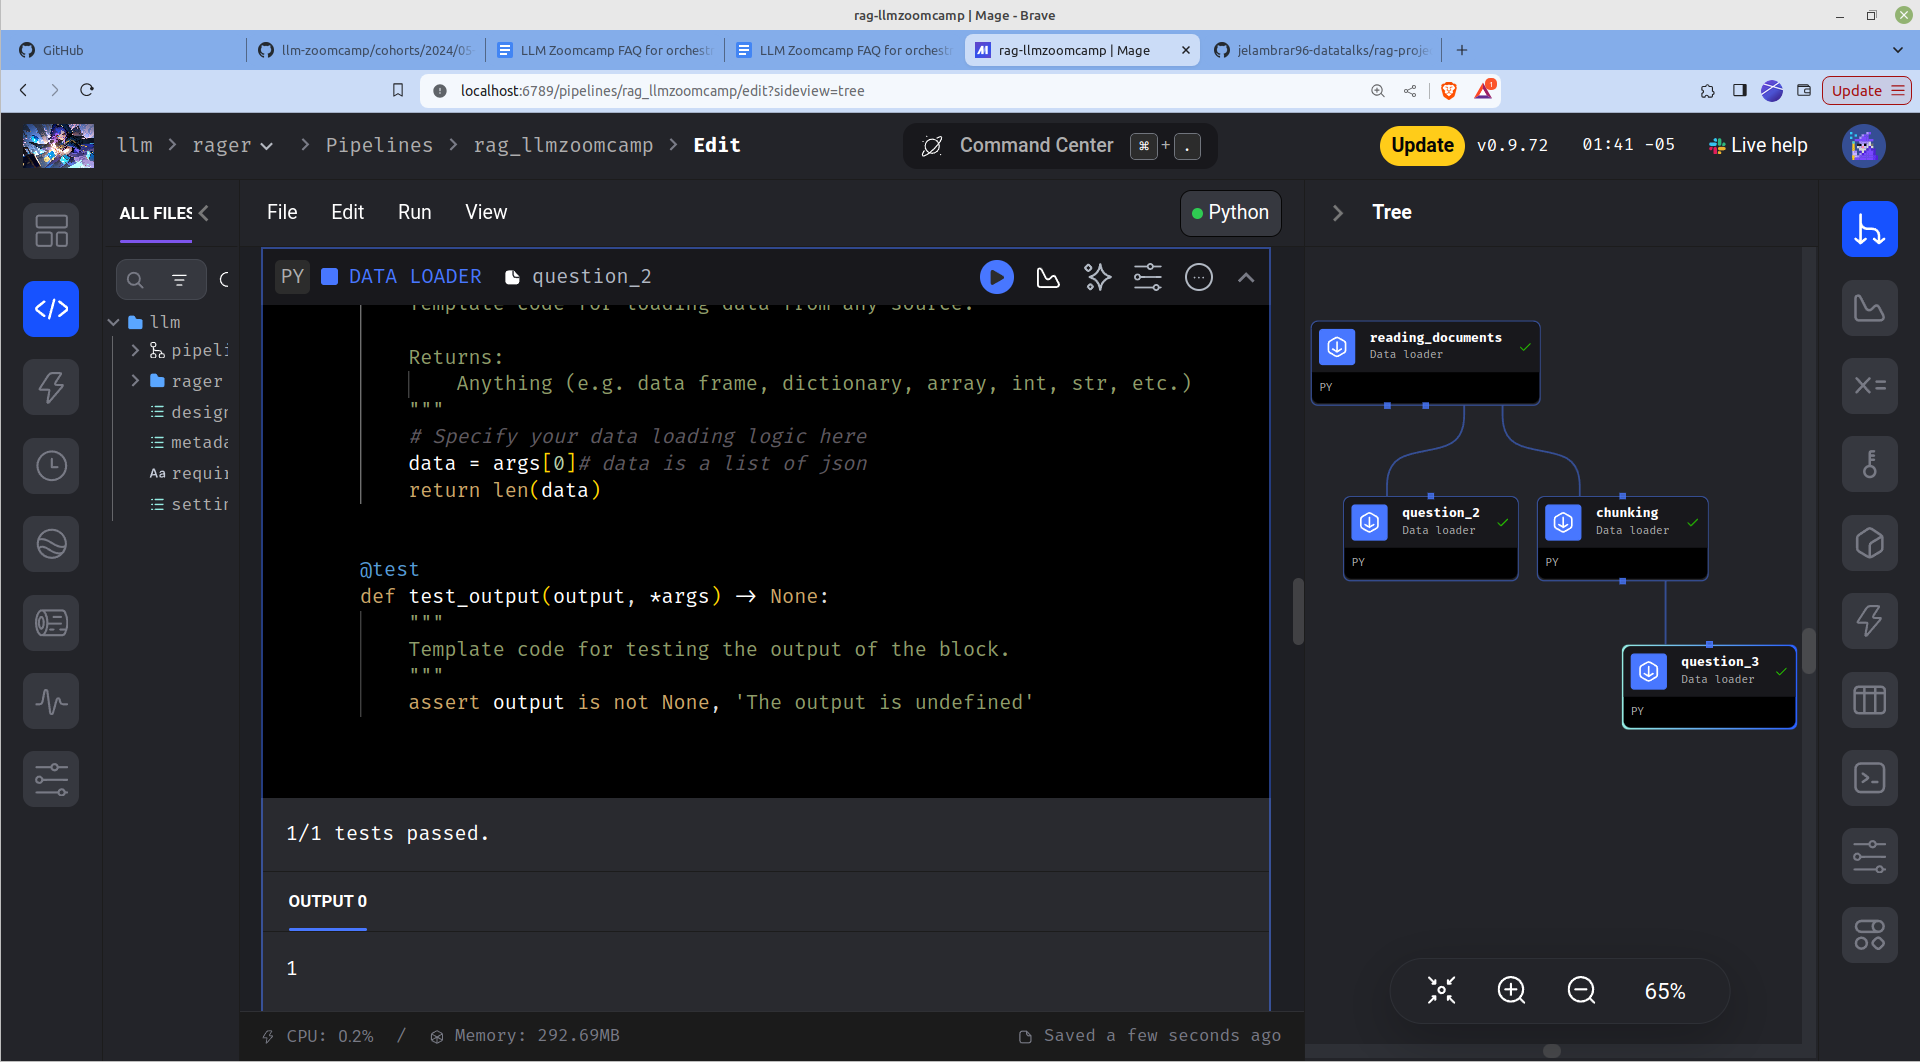 rag-llmzoomcamp | Mage - Brave
GitHub
llm-zoomcamp/cohorts/2024/05-
LLM Zoomcamp FAQ for orchestr
LLM Zoomcamp FAQ for orchest
rag-llmzoomcamp | Mage
jelambrar96-datatalks/rag-proje
localhost:6789/pipelines/rag_llmzoomcamp/edit?sideview=tree
1
Update
llm
rager
Pipelines
rag_llmzoomcamp
Edit
Command Center ⌘ + .
Update v0.9.72
01:41 -05
Live help
ALL FILES
File Edit Run View
Python
Tree
PY DATA LOADER question_2
llm
pipeli
rager
design
metada
Aa requir
settin
Template code for loading data from any source.
Returns:
Anything (e.g. data frame, dictionary, array, int, str, etc.)
"""
# Specify your data loading logic here
data = args[0]# data is a list of json
return len(data)
@test
def test_output(output, *args) -> None:
"""
Template code for testing the output of the block.
"""
assert output is not None, 'The output is undefined'
1/1 tests passed.
OUTPUT 0
1
CPU: 0.2% / Memory: 292.69MB
Saved a few seconds ago
reading_documents
Data loader
PY
question_2
Data loader
PY
chunking
Data loader
PY
question_3
Data loader
PY
65%